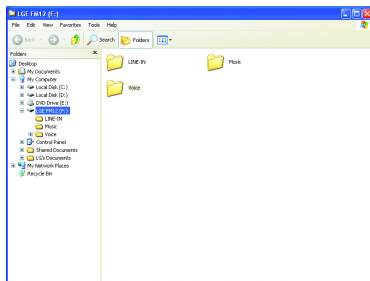 LGE FM12 (F:)
File Edit View Favorites Tools Help
Back Search Folders
Folders
Desktop
My Documents
My Computer
Local Disk (C:)
Local Disk (D:)
DVD Drive (E:)
LGE FM12 (F:)
LINE-IN
Music
Voice
Control Panel
Shared Documents
LG's Documents
My Network Places
Recycle Bin
LINE-IN Music
Voice